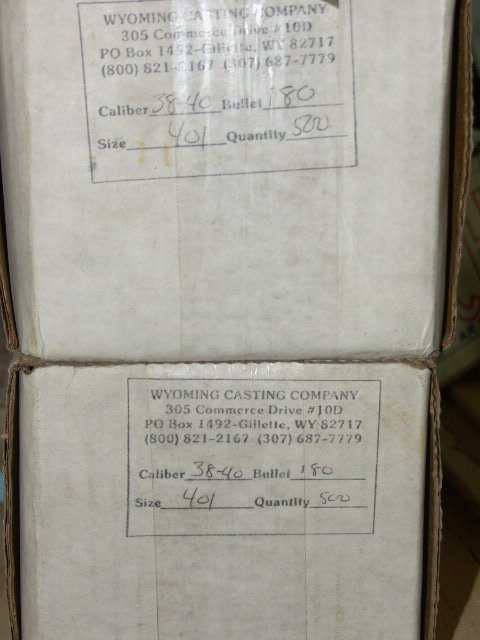 WYOMING CASTING COMPANY
305 Commerce Drive #10D
PO Box 1492-Gillette, WY 82717
(800) 821-2167 (307) 687-7779
Caliber 38-40 Bullet 180
Size 401 Quantity 500
WYOMING CASTING COMPANY
305 Commerce Drive #10D
PO Box 1492-Gillette, WY 82717
(800) 821-2167 (307) 687-7779
Caliber 38-40 Bullet 180
Size 401 Quantity 500